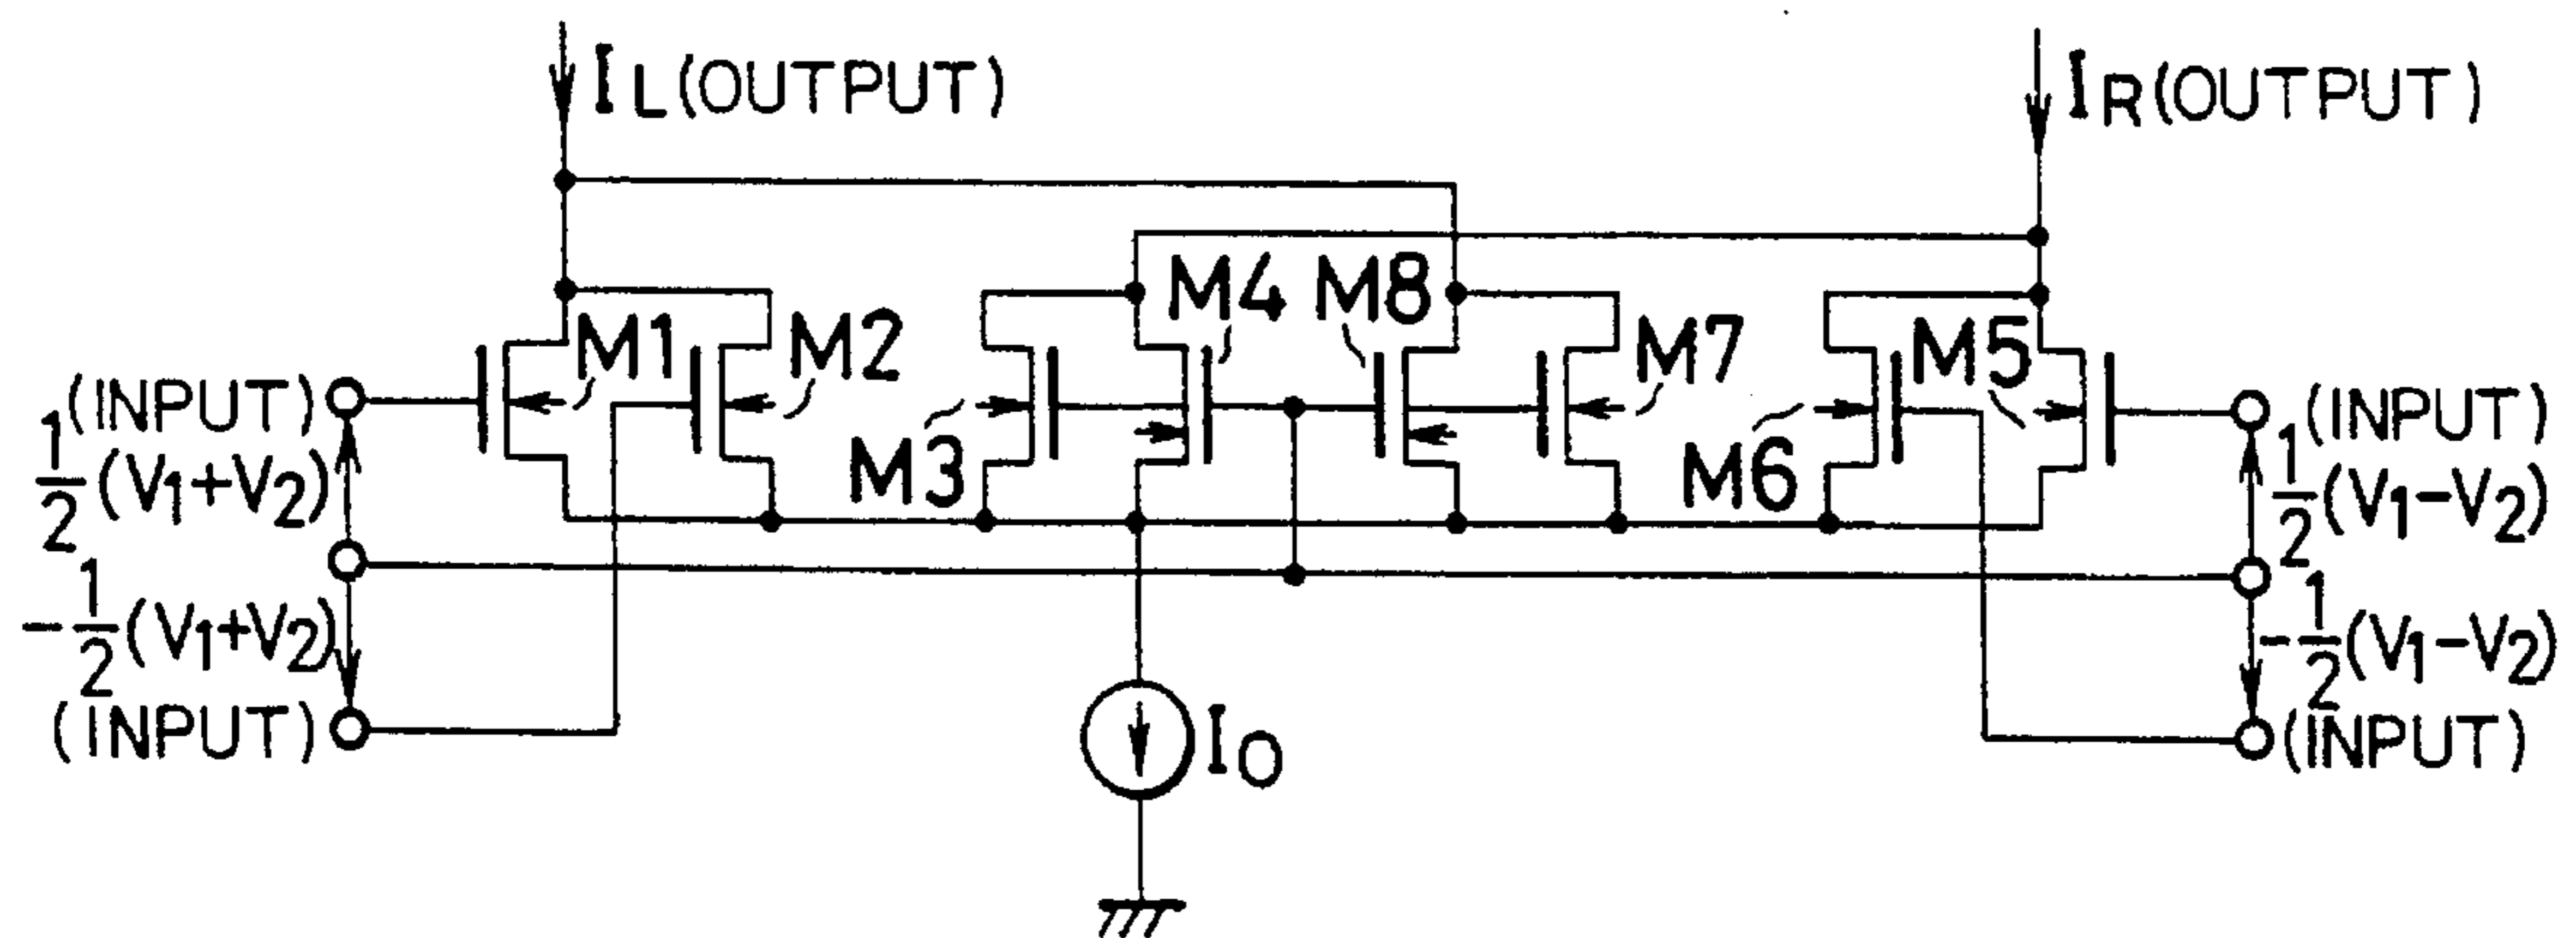 IL(OUTPUT)
IR(OUTPUT)
M1
M2
M3
M4
M8
M7
M6
M5
(INPUT)
1/2(V1+V2)
-1/2(V1+V2)
(INPUT)
(INPUT)
1/2(V1-V2)
-1/2(V1-V2)
(INPUT)
IO